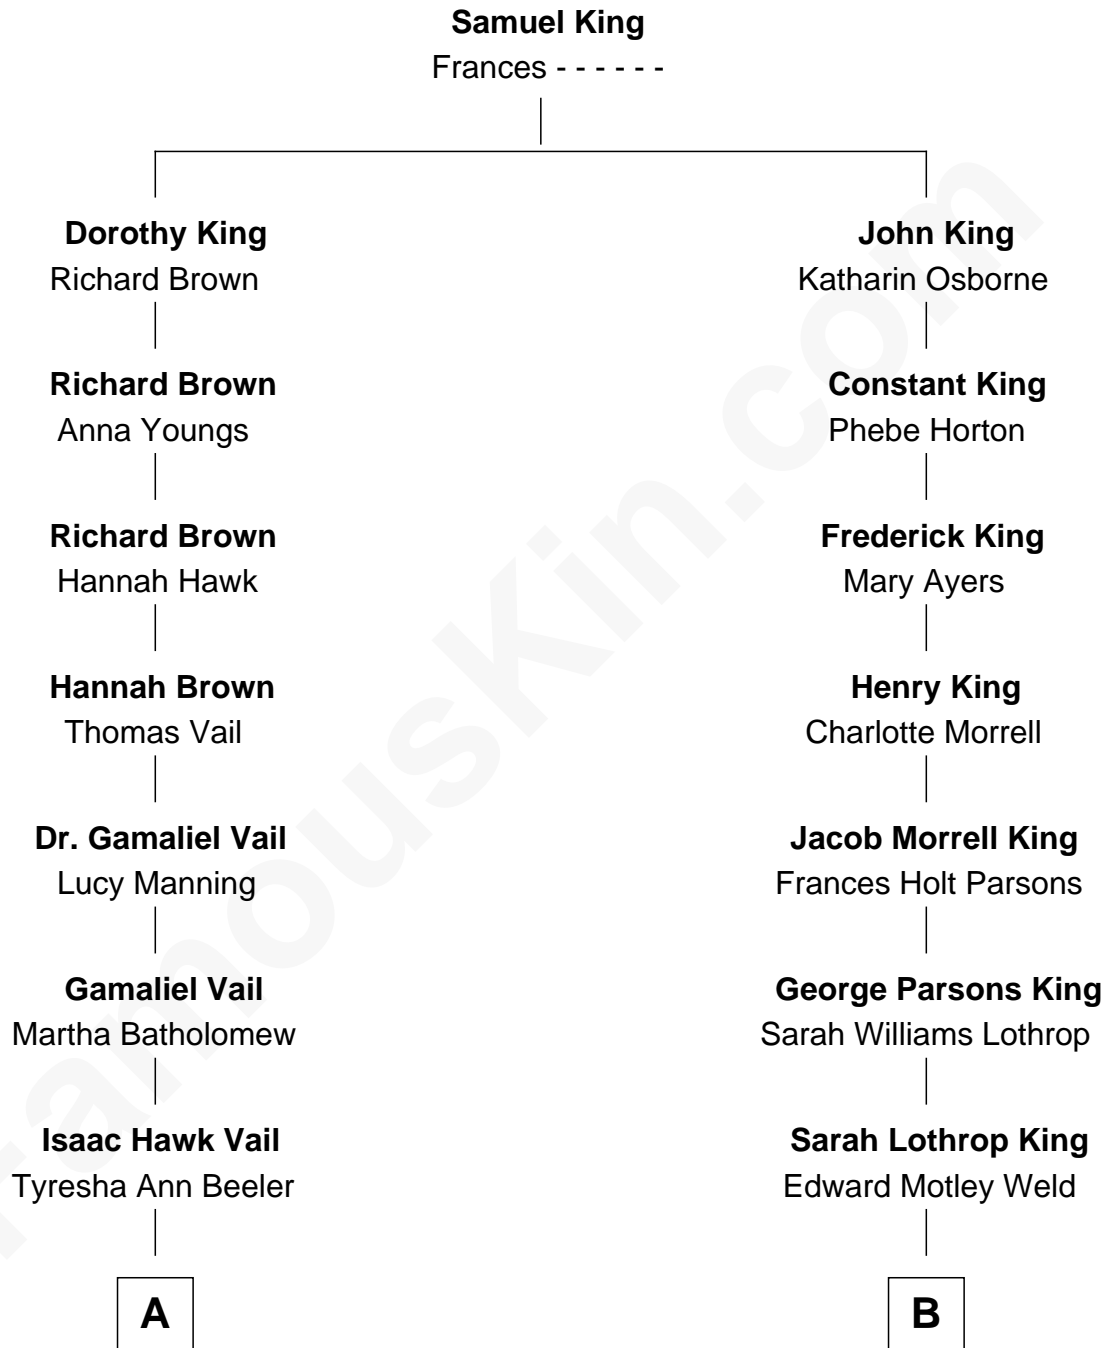 Samuel King
Frances - - - - - -
Dorothy King
Richard Brown
John King
Katharin Osborne
Richard Brown
Anna Youngs
Constant King
Phebe Horton
Richard Brown
Hannah Hawk
Frederick King
Mary Ayers
Hannah Brown
Thomas Vail
Henry King
Charlotte Morrell
Dr. Gamaliel Vail
Lucy Manning
Jacob Morrell King
Frances Holt Parsons
Gamaliel Vail
Martha Batholomew
George Parsons King
Sarah Williams Lothrop
Isaac Hawk Vail
Tyresha Ann Beeler
Sarah Lothrop King
Edward Motley Weld
A
B
FamousKin.com